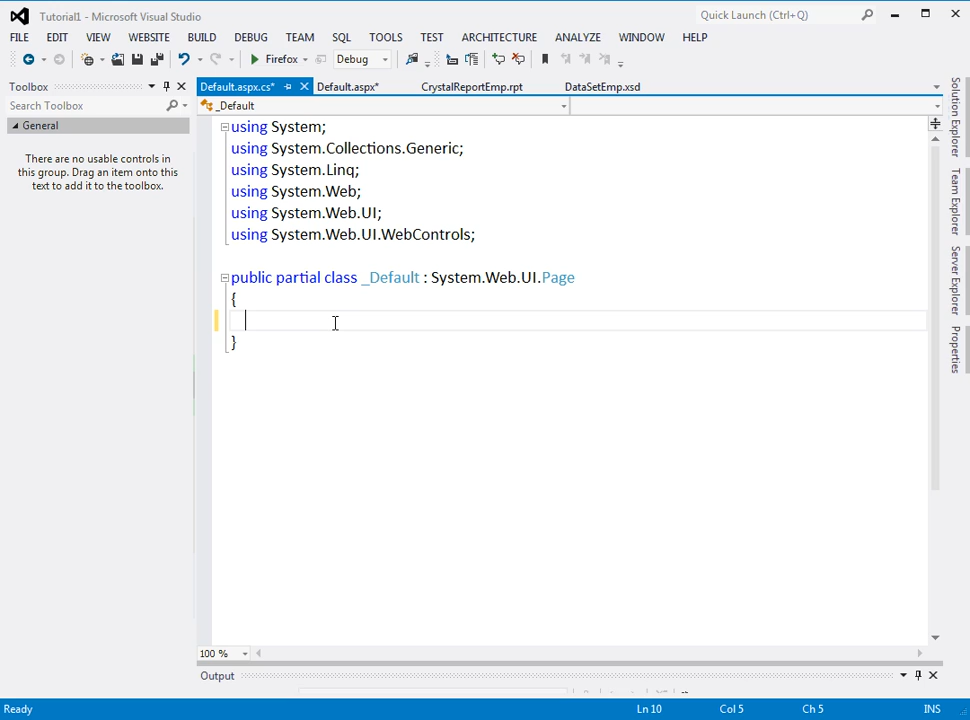 Tutorial1 - Microsoft Visual Studio
Quick Launch (Ctrl+Q)
FILE EDIT VIEW WEBSITE BUILD DEBUG TEAM SQL TOOLS TEST ARCHITECTURE ANALYZE WINDOW HELP
Firefox Debug
Toolbox
Default.aspx.cs* Default.aspx* CrystalReportEmp.rpt DataSetEmp.xsd
Search Toolbox
_Default
General
There are no usable controls in
this group. Drag an item onto this
text to add it to the toolbox.
using System;
using System.Collections.Generic;
using System.Linq;
using System.Web;
using System.Web.UI;
using System.Web.UI.WebControls;
public partial class _Default : System.Web.UI.Page
{
}
Solution Explorer
Team Explorer
Server Explorer
Properties
100 %
Output
Ready
Ln 10 Col 5 Ch 5 INS